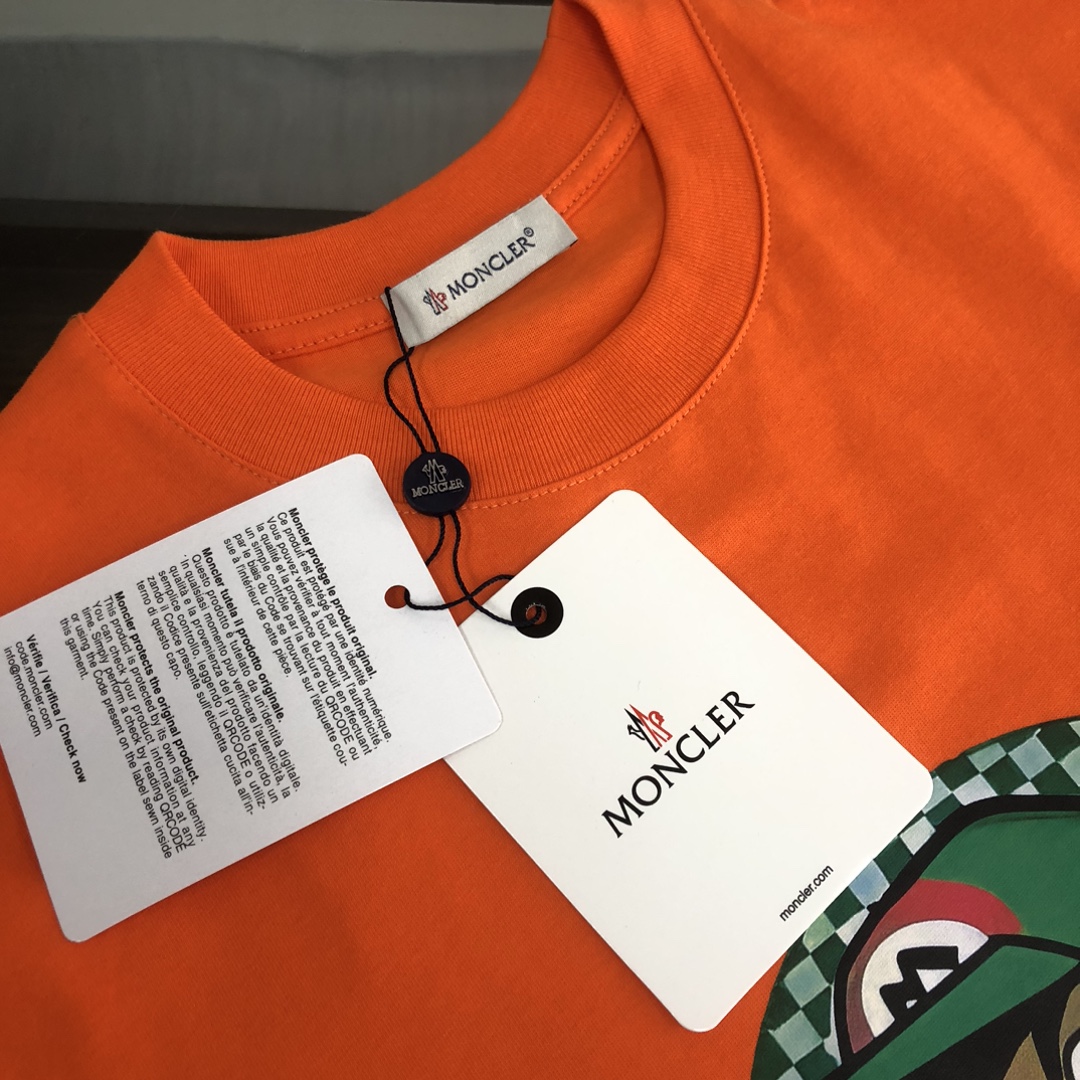 MONCLER®
MONCLER
Moncler protège le produit original.
Ce produit est protégé par une identité numérique.
Vous pouvez vérifier à tout moment l'authenticité,
la qualité et la provenance du produit en effectuant
un simple contrôle par la lecture du QRCODE ou
par le biais du Code se trouvant sur l'étiquette cou-
sue à l'intérieur de cette pièce.
Moncler tutela il prodotto originale.
Questo prodotto è tutelato da un'identità digitale.
In qualsiasi momento può verificare l'autenticità, la
qualità e la provenienza del prodotto facendo un
semplice controllo, leggendo il QRCODE o utiliz-
zando il Codice presente sull'etichetta cucita all'in-
terno di questo capo.
Moncler protects the original product.
This product is protected by its own digital identity.
You can check your product information at any
time. Simply perform a check by reading QRCODE
or using the Code present on the label sewn inside
this garment.
Vérifie / Verifica / Check now
code.moncler.com
info@moncler.com
MONCLER
moncler.com
M